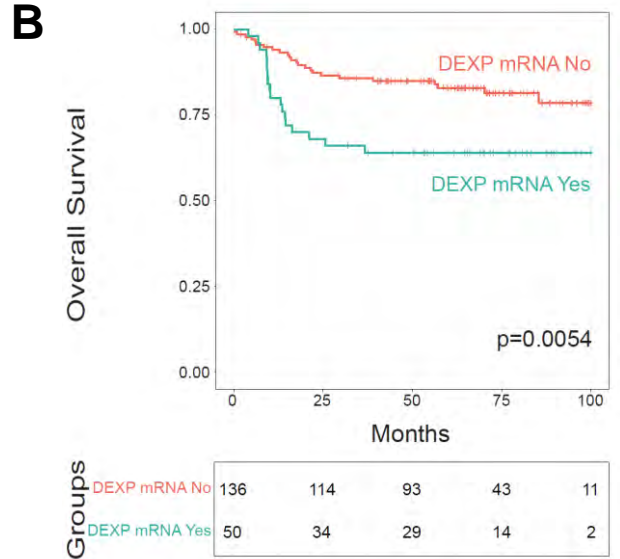 B
Overall Survival
1.00
0.75
0.50
0.25
0.00
DEXP mRNA No
DEXP mRNA Yes
p=0.0054
0 25 50 75 100
Months
Groups
DEXP mRNA No 136 114 93 43 11
DEXP mRNA Yes 50 34 29 14 2